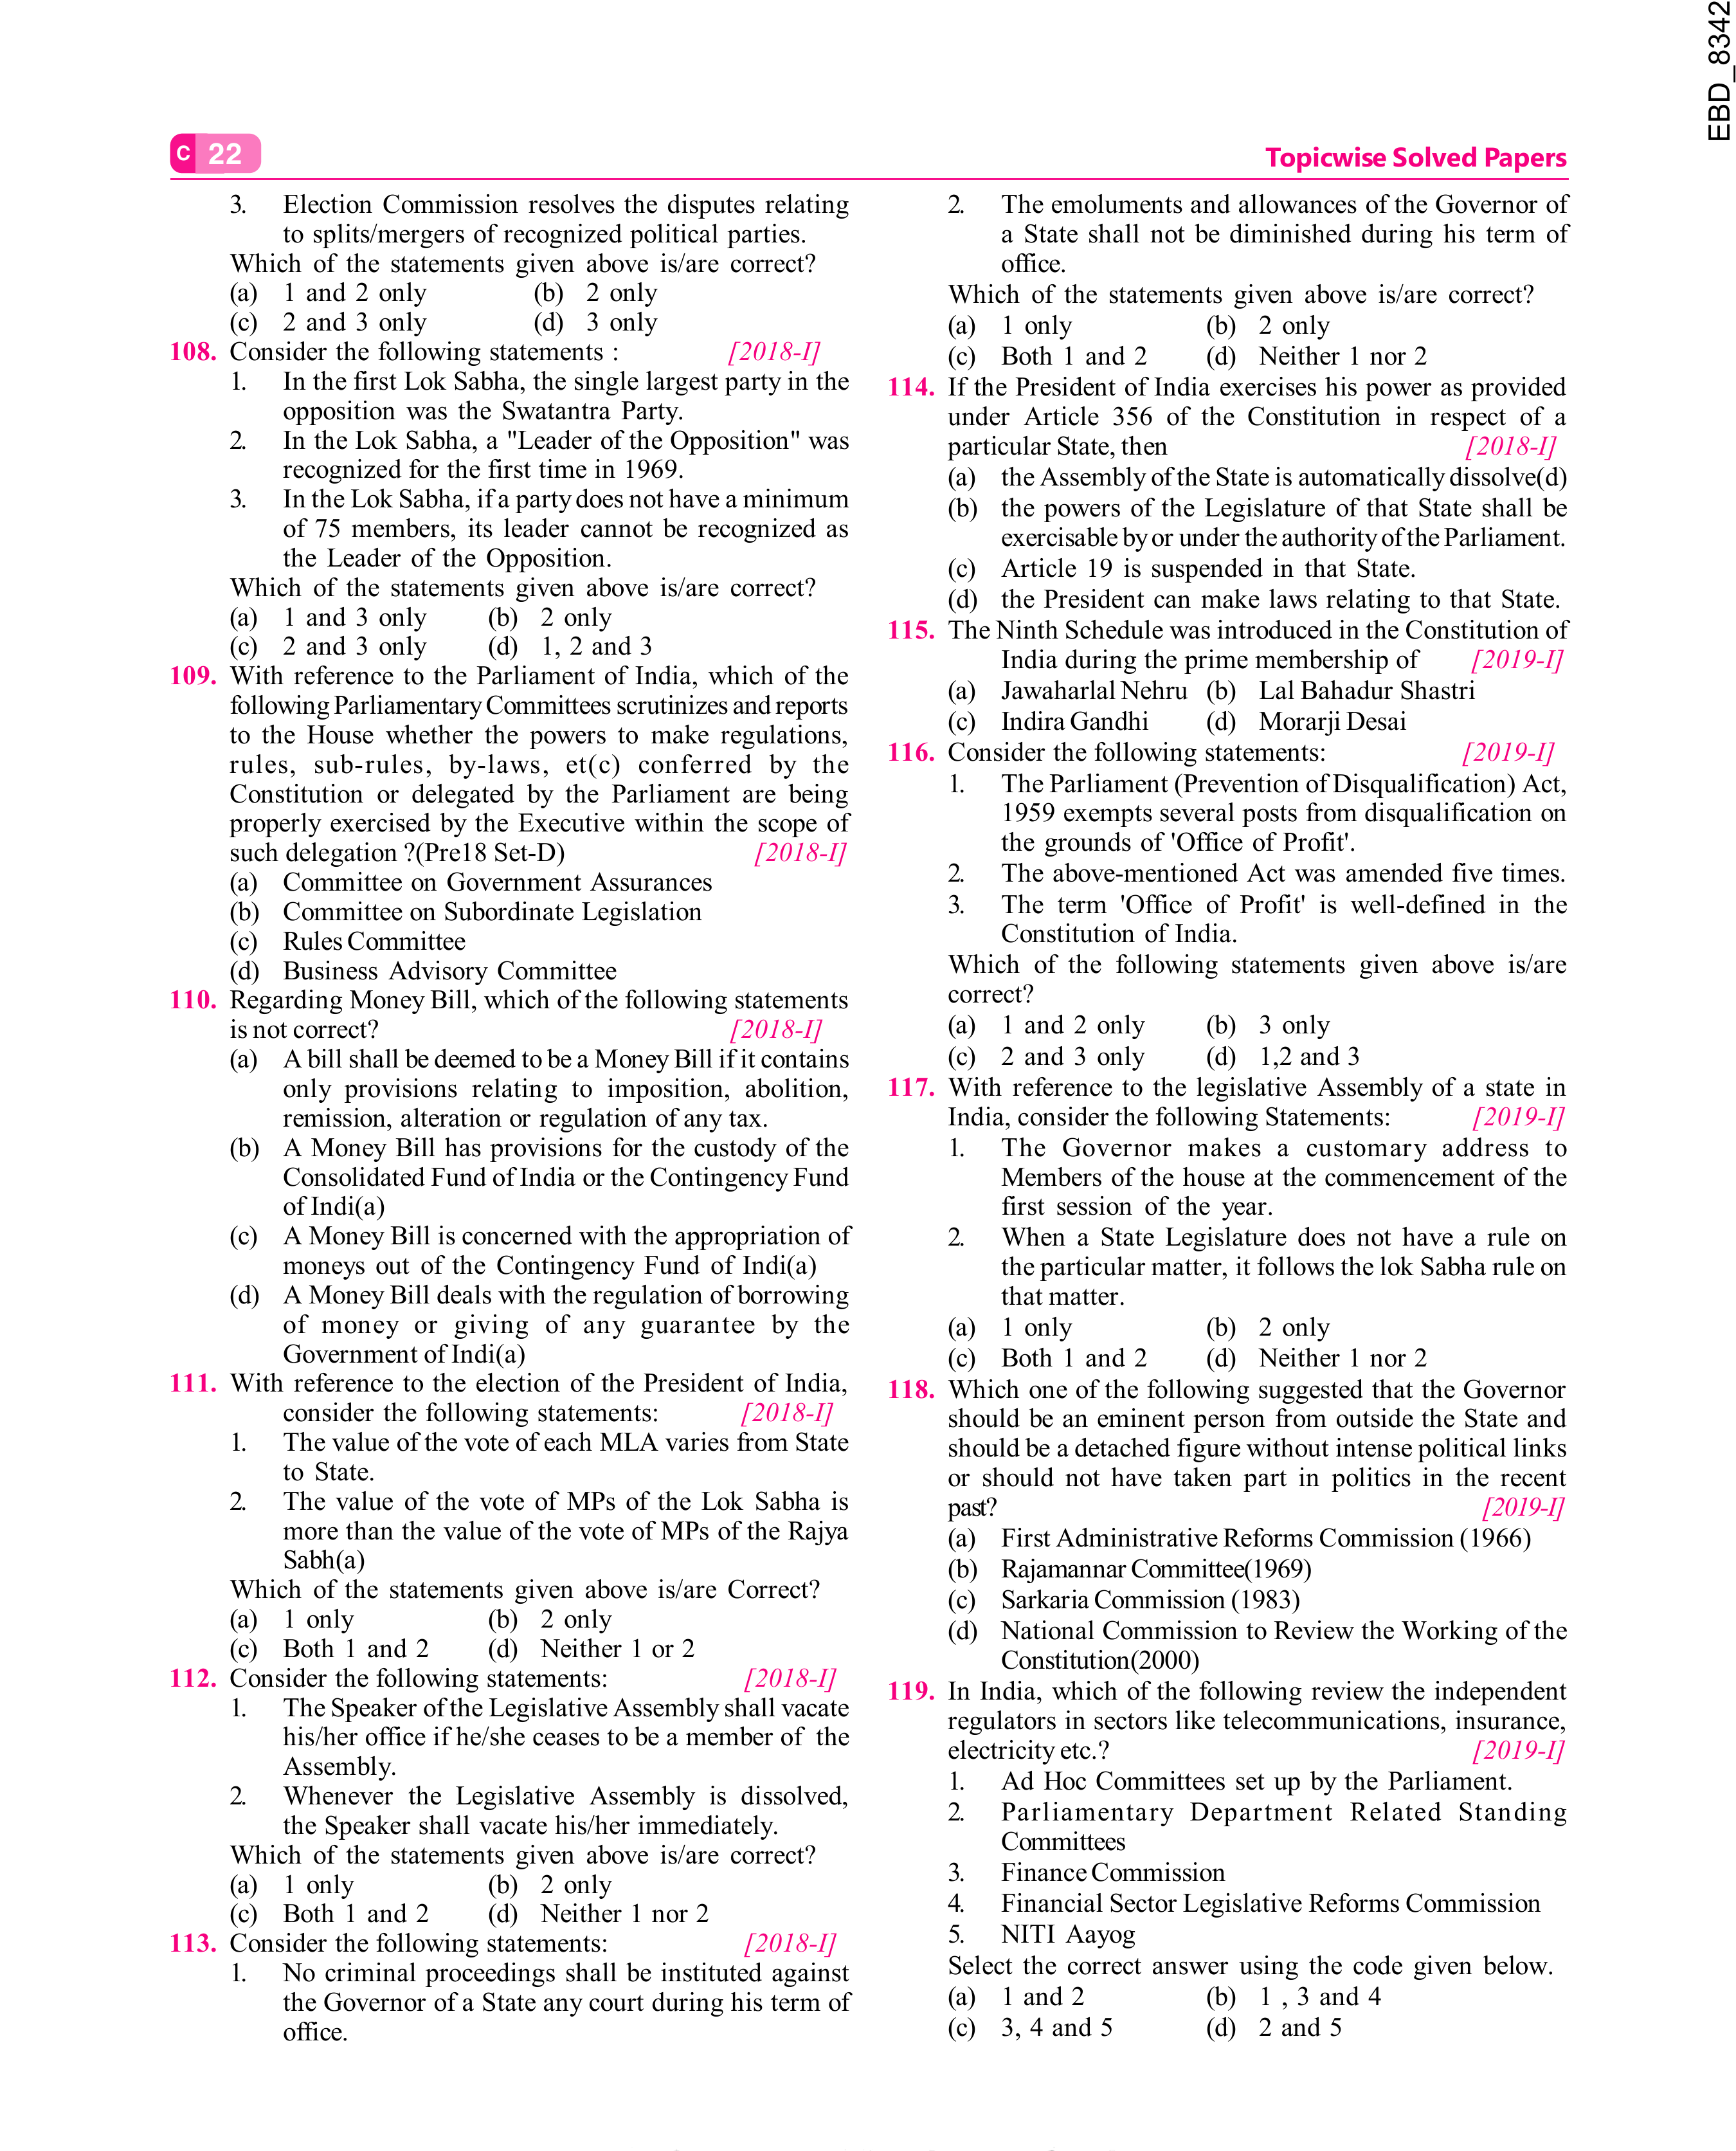 EBD_8342
C 22
Topicwise Solved Papers
3. Election Commission resolves the disputes relating
to splits/mergers of recognized political parties.
Which of the statements given above is/are correct?
(a) 1 and 2 only (b) 2 only
(c) 2 and 3 only (d) 3 only
108. Consider the following statements : [2018-I]
1. In the first Lok Sabha, the single largest party in the
opposition was the Swatantra Party.
2. In the Lok Sabha, a "Leader of the Opposition" was
recognized for the first time in 1969.
3. In the Lok Sabha, if a party does not have a minimum
of 75 members, its leader cannot be recognized as
the Leader of the Opposition.
Which of the statements given above is/are correct?
(a) 1 and 3 only (b) 2 only
(c) 2 and 3 only (d) 1, 2 and 3
109. With reference to the Parliament of India, which of the
following Parliamentary Committees scrutinizes and reports
to the House whether the powers to make regulations,
rules, sub-rules, by-laws, et(c) conferred by the
Constitution or delegated by the Parliament are being
properly exercised by the Executive within the scope of
such delegation ?(Pre18 Set-D) [2018-I]
(a) Committee on Government Assurances
(b) Committee on Subordinate Legislation
(c) Rules Committee
(d) Business Advisory Committee
110. Regarding Money Bill, which of the following statements
is not correct? [2018-I]
(a) A bill shall be deemed to be a Money Bill if it contains
only provisions relating to imposition, abolition,
remission, alteration or regulation of any tax.
(b) A Money Bill has provisions for the custody of the
Consolidated Fund of India or the Contingency Fund
of Indi(a)
(c) A Money Bill is concerned with the appropriation of
moneys out of the Contingency Fund of Indi(a)
(d) A Money Bill deals with the regulation of borrowing
of money or giving of any guarantee by the
Government of Indi(a)
111. With reference to the election of the President of India,
consider the following statements: [2018-I]
1. The value of the vote of each MLA varies from State
to State.
2. The value of the vote of MPs of the Lok Sabha is
more than the value of the vote of MPs of the Rajya
Sabh(a)
Which of the statements given above is/are Correct?
(a) 1 only (b) 2 only
(c) Both 1 and 2 (d) Neither 1 or 2
112. Consider the following statements: [2018-I]
1. The Speaker of the Legislative Assembly shall vacate
his/her office if he/she ceases to be a member of the
Assembly.
2. Whenever the Legislative Assembly is dissolved,
the Speaker shall vacate his/her immediately.
Which of the statements given above is/are correct?
(a) 1 only (b) 2 only
(c) Both 1 and 2 (d) Neither 1 nor 2
113. Consider the following statements: [2018-I]
1. No criminal proceedings shall be instituted against
the Governor of a State any court during his term of
office.
2. The emoluments and allowances of the Governor of
a State shall not be diminished during his term of
office.
Which of the statements given above is/are correct?
(a) 1 only (b) 2 only
(c) Both 1 and 2 (d) Neither 1 nor 2
114. If the President of India exercises his power as provided
under Article 356 of the Constitution in respect of a
particular State, then [2018-I]
(a) the Assembly of the State is automatically dissolve(d)
(b) the powers of the Legislature of that State shall be
exercisable by or under the authority of the Parliament.
(c) Article 19 is suspended in that State.
(d) the President can make laws relating to that State.
115. The Ninth Schedule was introduced in the Constitution of
India during the prime membership of [2019-I]
(a) Jawaharlal Nehru (b) Lal Bahadur Shastri
(c) Indira Gandhi (d) Morarji Desai
116. Consider the following statements: [2019-I]
1. The Parliament (Prevention of Disqualification) Act,
1959 exempts several posts from disqualification on
the grounds of 'Office of Profit'.
2. The above-mentioned Act was amended five times.
3. The term 'Office of Profit' is well-defined in the
Constitution of India.
Which of the following statements given above is/are
correct?
(a) 1 and 2 only (b) 3 only
(c) 2 and 3 only (d) 1,2 and 3
117. With reference to the legislative Assembly of a state in
India, consider the following Statements: [2019-I]
1. The Governor makes a customary address to
Members of the house at the commencement of the
first session of the year.
2. When a State Legislature does not have a rule on
the particular matter, it follows the lok Sabha rule on
that matter.
(a) 1 only (b) 2 only
(c) Both 1 and 2 (d) Neither 1 nor 2
118. Which one of the following suggested that the Governor
should be an eminent person from outside the State and
should be a detached figure without intense political links
or should not have taken part in politics in the recent
past? [2019-I]
(a) First Administrative Reforms Commission (1966)
(b) Rajamannar Committee(1969)
(c) Sarkaria Commission (1983)
(d) National Commission to Review the Working of the
Constitution(2000)
119. In India, which of the following review the independent
regulators in sectors like telecommunications, insurance,
electricity etc.? [2019-I]
1. Ad Hoc Committees set up by the Parliament.
2. Parliamentary Department Related Standing
Committees
3. Finance Commission
4. Financial Sector Legislative Reforms Commission
5. NITI Aayog
Select the correct answer using the code given below.
(a) 1 and 2 (b) 1 , 3 and 4
(c) 3, 4 and 5 (d) 2 and 5